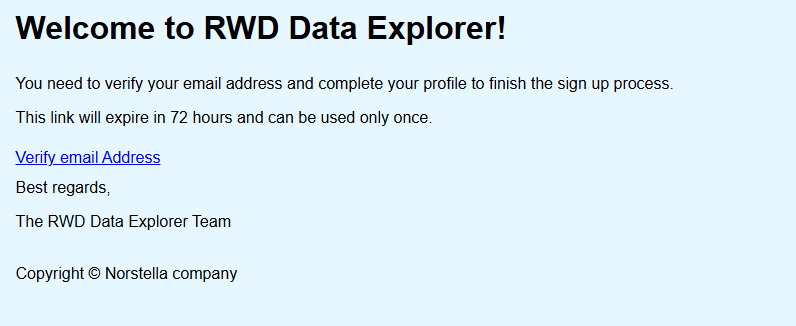 Welcome to RWD Data Explorer!
You need to verify your email address and complete your profile to finish the sign up process.
This link will expire in 72 hours and can be used only once.
Verify email Address
Best regards,
The RWD Data Explorer Team
Copyright © Norstella company